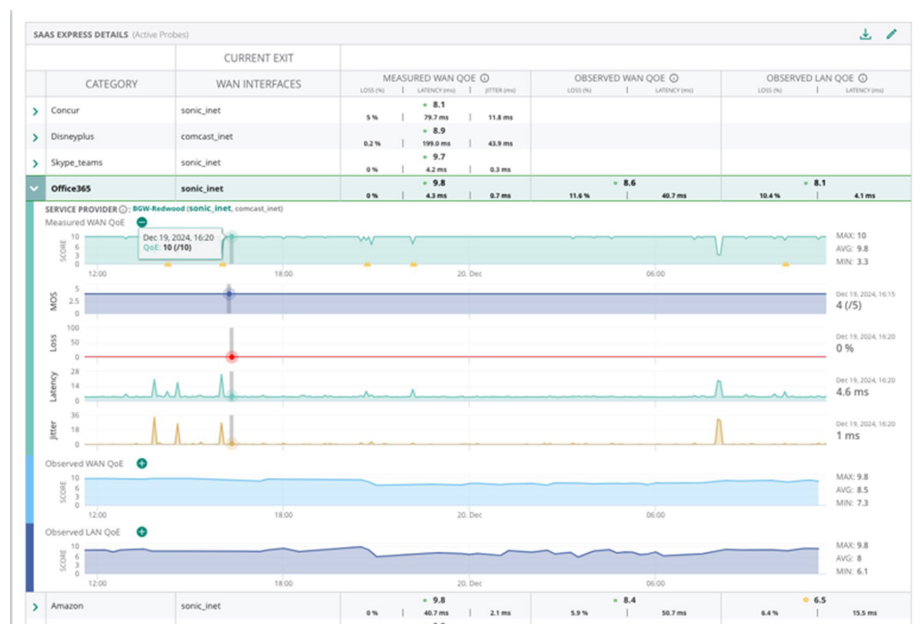 SAAS EXPRESS DETAILS (Active Probes)
CURRENT EXIT
CATEGORY WAN INTERFACES MEASURED WAN QOE OBSERVED WAN QOE OBSERVED LAN QOE
LOSS (%) | LATENCY (ms) | JITTER (ms) LOSS (%) | LATENCY (ms) LOSS (%) | LATENCY (ms)
Concur sonic_inet 8.1
5 % | 79.7 ms | 11.8 ms
Disneyplus comcast_inet 8.9
0.2 % | 199.0 ms | 43.9 ms
Skype_teams sonic_inet 9.7
0 % | 4.2 ms | 0.3 ms
Office365 sonic_inet 9.8 8.6 8.1
0 % | 4.3 ms | 0.7 ms 11.6 % | 40.7 ms 10.4 % | 4.1 ms
SERVICE PROVIDER : BGW-Redwood (sonic_inet, comcast_inet)
Measured WAN QoE
Dec 19, 2024, 16:20
QoE: 10 (/10)
SCORE
10
6
3
0
12:00 18:00 20. Dec 06:00
MAX: 10
AVG: 9.8
MIN: 3.3
MOS
5
2.5
0
Dec 19, 2024, 16:15
4 (/5)
Loss
100
50
0
Dec 19, 2024, 16:20
0 %
Latency
28
14
0
Dec 19, 2024, 16:20
4.6 ms
Jitter
36
18
0
Dec 19, 2024, 16:20
1 ms
Observed WAN QoE
SCORE
10
6
3
0
12:00 18:00 20. Dec 06:00
MAX: 9.8
AVG: 8.5
MIN: 7.3
Observed LAN QoE
SCORE
10
6
3
0
12:00 18:00 20. Dec 06:00
MAX: 9.8
AVG: 8
MIN: 6.1
Amazon sonic_inet 9.8 8.4 6.5
0 % | 40.7 ms | 2.1 ms 5.9 % | 50.7 ms 6.4 % | 15.5 ms